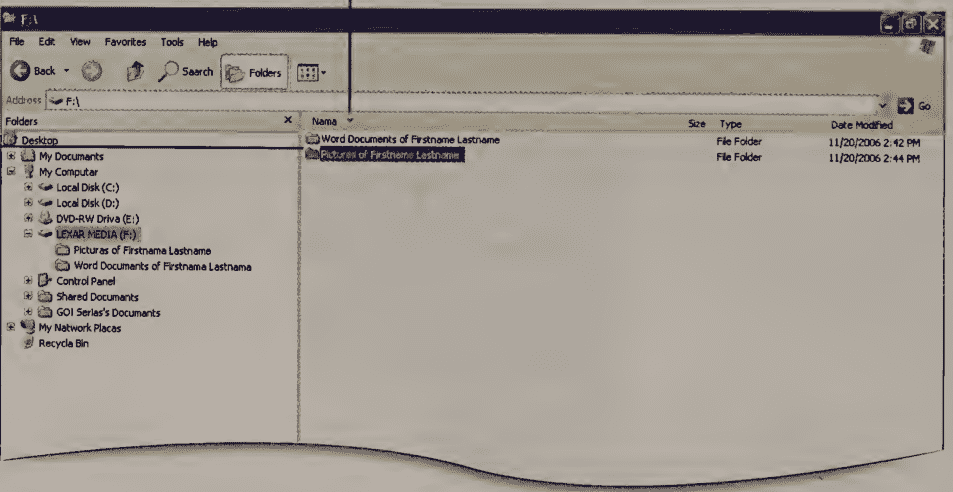 F:\
File Edit View Favorites Tools Help
Back Search Folders
Address F:\ Go
Folders x Name Size Type Date Modified
Desktop
My Documents
My Computer
Local Disk (C:)
Local Disk (D:)
DVD-RW Drive (E:)
LEXAR MEDIA (F:)
Pictures of Firstname Lastname
Word Documents of Firstname Lastname
Control Panel
Shared Documents
GO! Series's Documents
My Network Places
Recycle Bin
Word Documents of Firstname Lastname File Folder 11/20/2006 2:42 PM
Pictures of Firstname Lastname File Folder 11/20/2006 2:44 PM